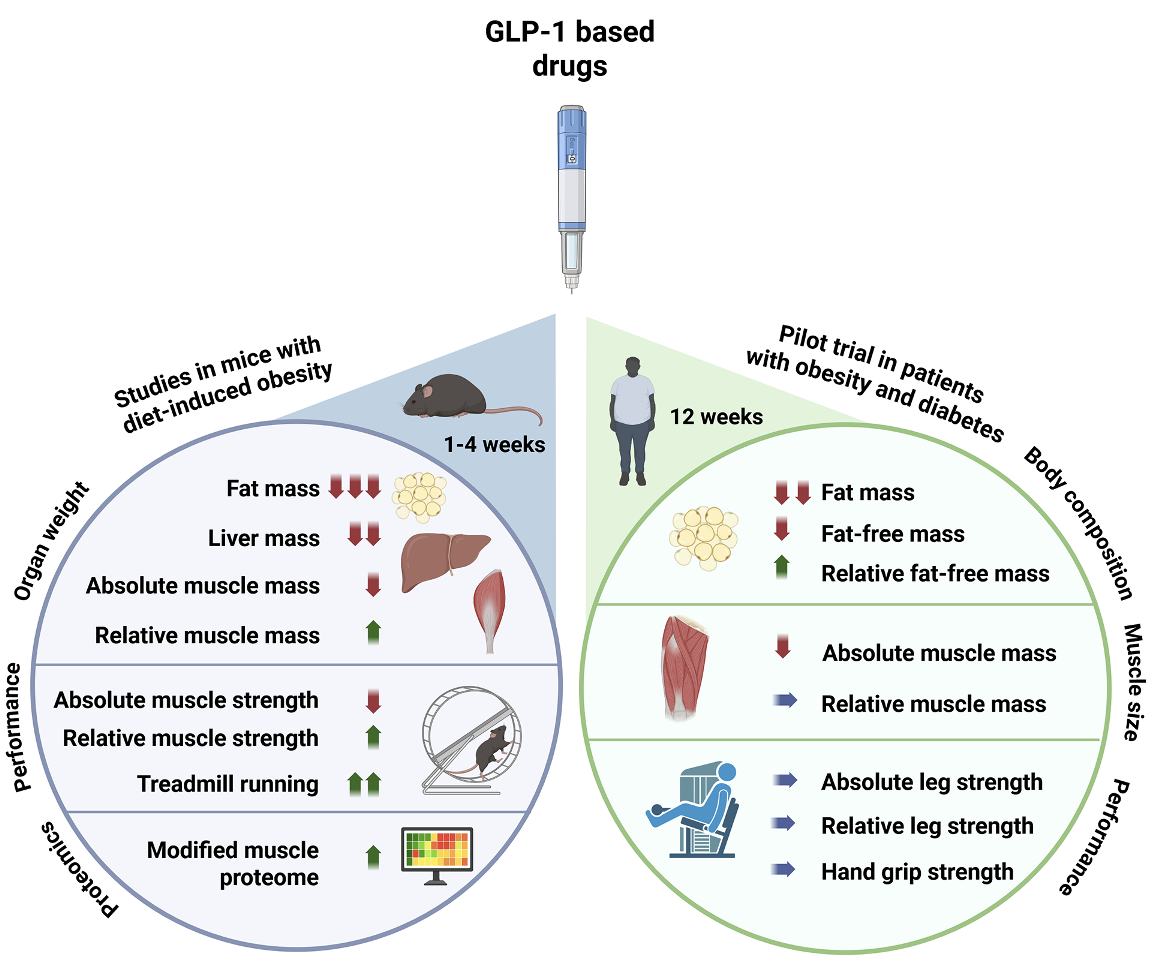 GLP-1 based
drugs
Studies in mice with
diet-induced obesity
1-4 weeks
Organ weight
Fat mass
Liver mass
Absolute muscle mass
Relative muscle mass
Performance
Absolute muscle strength
Relative muscle strength
Treadmill running
Proteomics
Modified muscle
proteome
Pilot trial in patients
with obesity and diabetes
12 weeks
Body composition
Fat mass
Fat-free mass
Relative fat-free mass
Muscle size
Absolute muscle mass
Relative muscle mass
Performance
Absolute leg strength
Relative leg strength
Hand grip strength